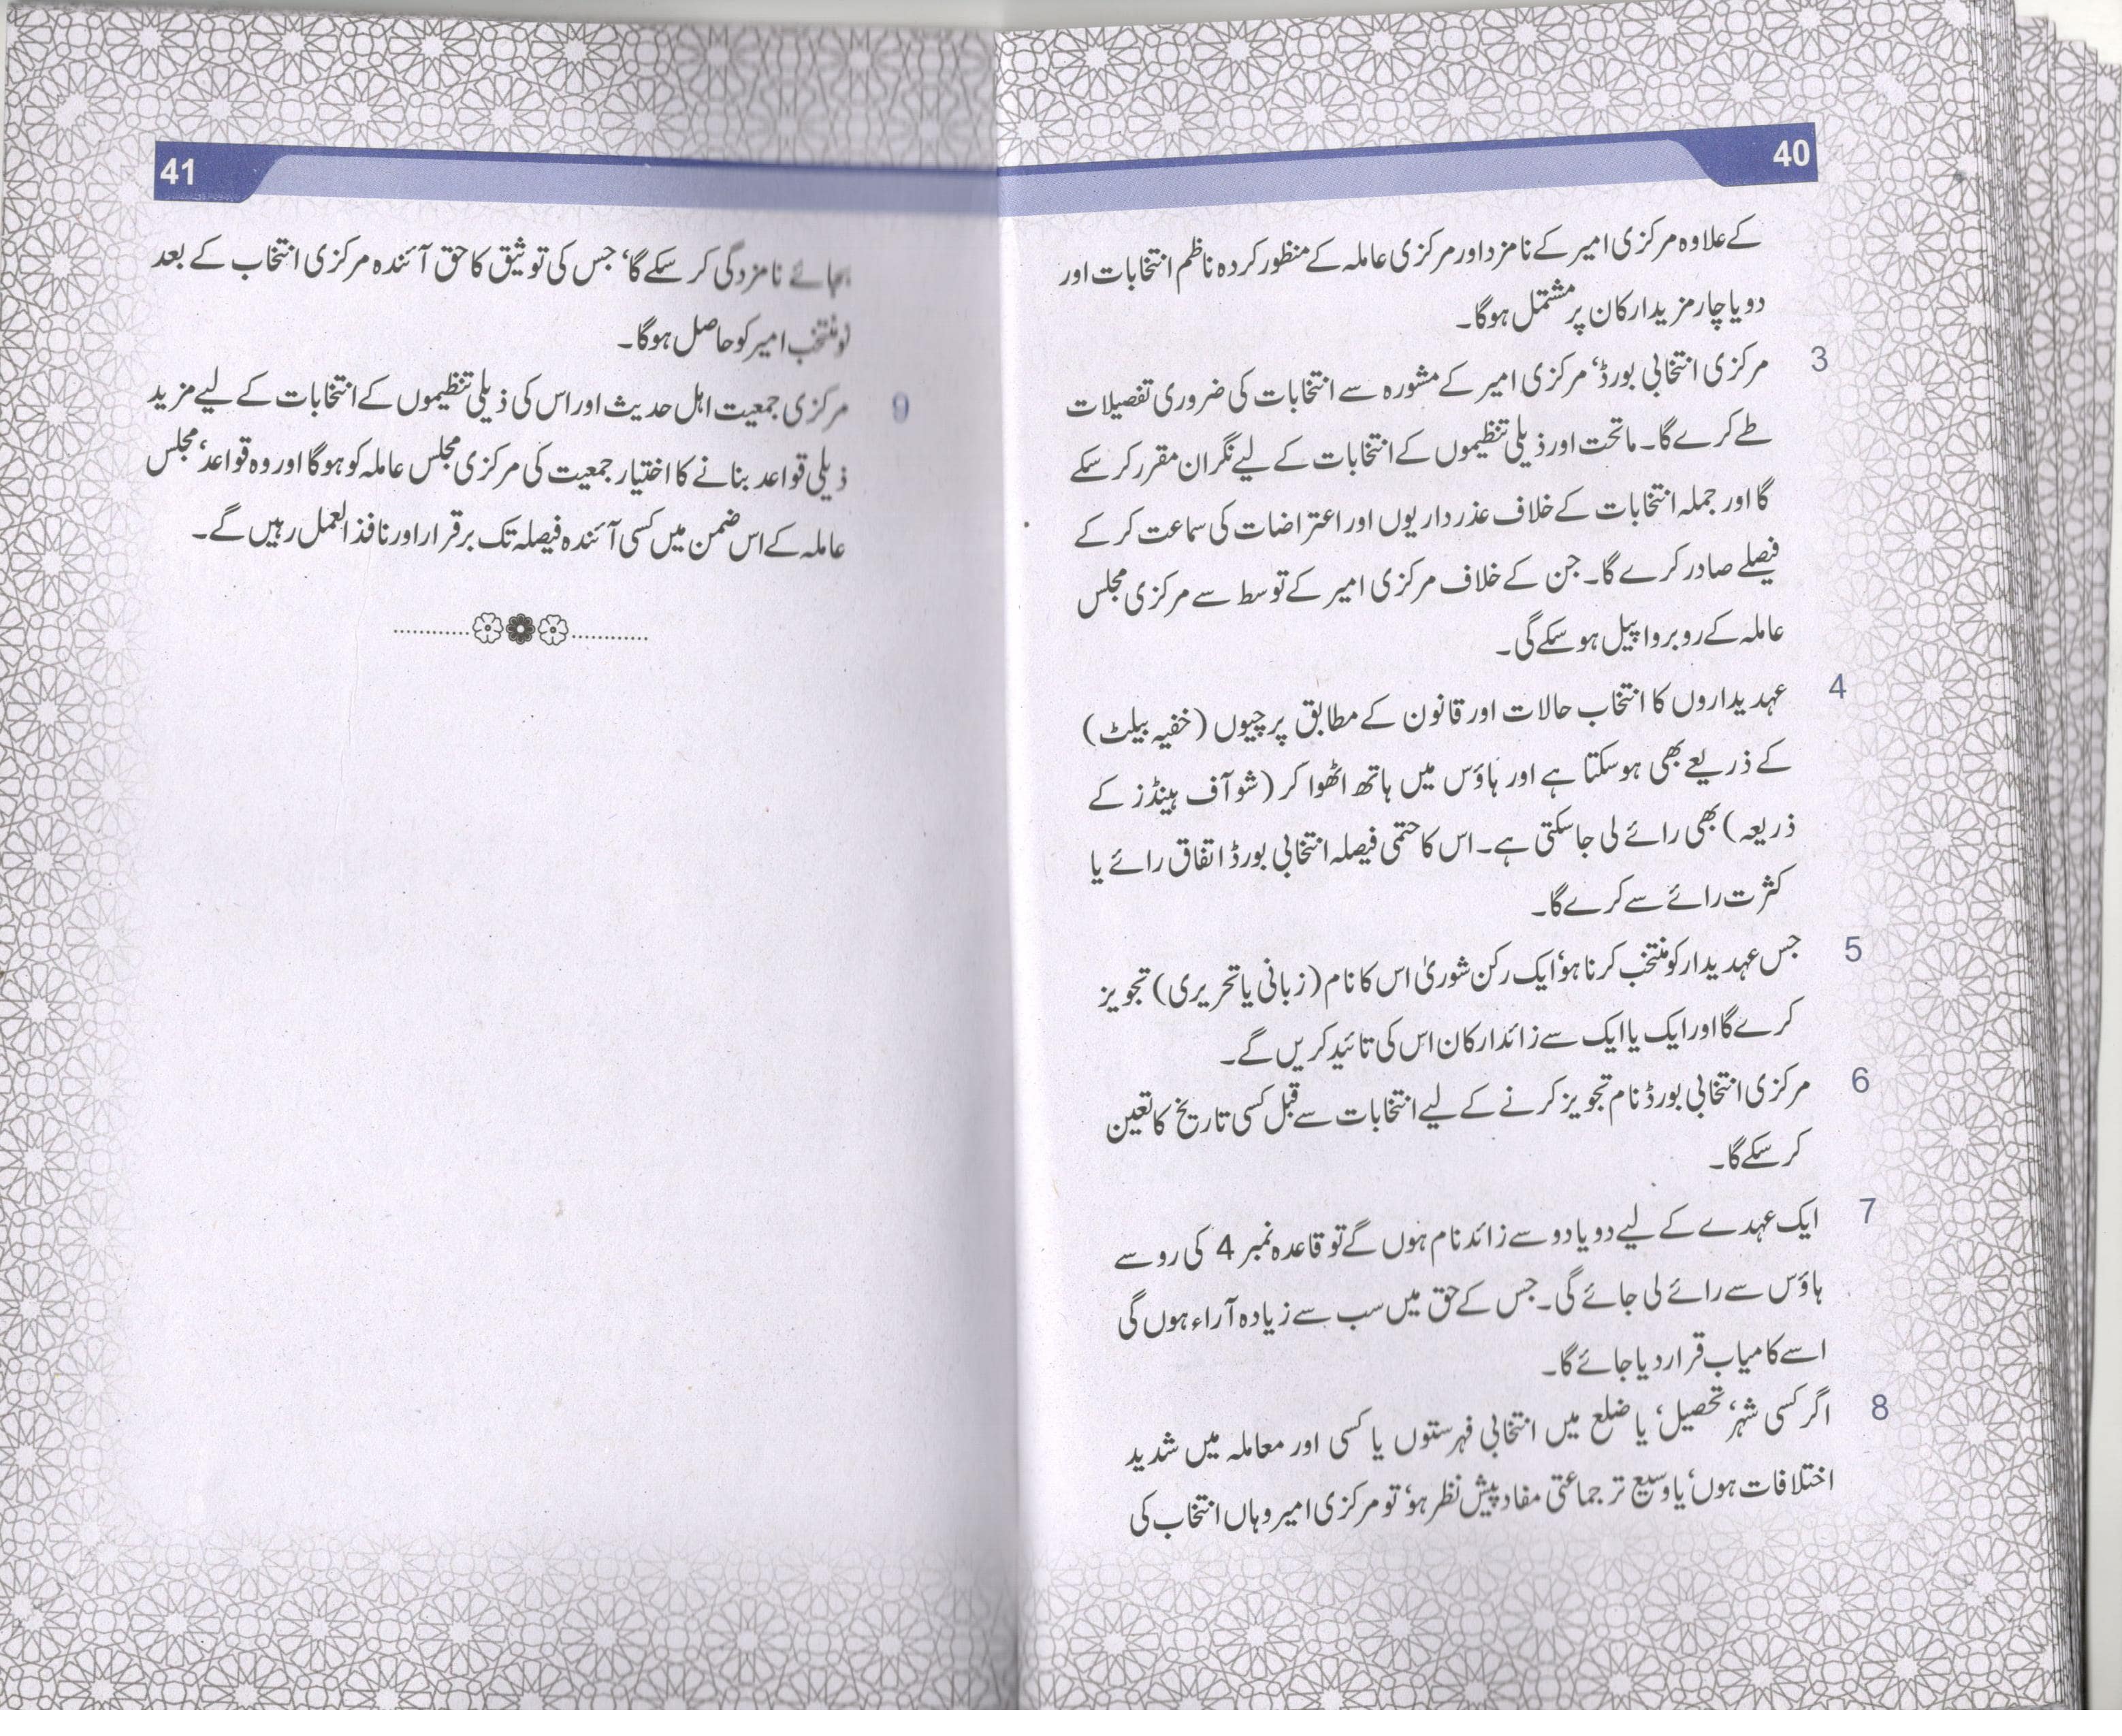 40
کے علاوہ مرکزی امیر کے نامزد اور مرکزی عاملہ کے منظور کردہ ناظم انتخابات اور
دو یا چار مزید ارکان پر مشتمل ہوگا۔
3 مرکزی انتخابی بورڈ، مرکزی امیر کے مشورہ سے انتخابات کی ضروری تفصیلات
طے کرے گا۔ ماتحت اور ذیلی تنظیموں کے انتخابات کے لیے نگران مقرر کر سکے
گا اور جملہ انتخابات کے خلاف عذرداریوں اور اعتراضات کی سماعت کر کے
فیصلے صادر کرے گا۔ جن کے خلاف مرکزی امیر کے توسط سے مرکزی مجلس
عاملہ کے روبرو اپیل ہو سکے گی۔
4 عہدیداروں کا انتخاب حالات اور قانون کے مطابق پرچیوں (خفیہ بیلٹ)
کے ذریعے بھی ہوسکتا ہے اور ہاؤس میں ہاتھ اٹھوا کر (شو آف ہینڈز کے
ذریعہ) بھی رائے لی جاسکتی ہے۔ اس کا حتمی فیصلہ انتخابی بورڈ اتفاق رائے یا
کثرت رائے سے کرے گا۔
5 جس عہدیدار کو منتخب کرنا ہو، ایک رکن شوریٰ اس کا نام (زبانی یا تحریری) تجویز
کرے گا اور ایک یا ایک سے زائد ارکان اس کی تائید کریں گے۔
6 مرکزی انتخابی بورڈ نام تجویز کرنے کے لیے انتخابات سے قبل کسی تاریخ کا تعین
کر سکے گا۔
7 ایک عہدے کے لیے دو یا دو سے زائد نام ہوں گے تو قاعدہ نمبر 4 کی رو سے
ہاؤس سے رائے لی جائے گی۔ جس کے حق میں سب سے زیادہ آراء ہوں گی
اسے کامیاب قرار دیا جائے گا۔
8 اگر کسی شہر، تحصیل، یا ضلع میں انتخابی فہرستوں یا کسی اور معاملہ میں شدید
اختلافات ہوں، یا وسیع تر جماعتی مفاد پیش نظر ہو، تو مرکزی امیر وہاں انتخاب کی
41
بجائے نامزدگی کر سکے گا، جس کی توثیق کا حق آئندہ مرکزی انتخاب کے بعد
نو منتخب امیر کو حاصل ہوگا۔
9 مرکزی جمعیت اہل حدیث اور اس کی ذیلی تنظیموں کے انتخابات کے لیے مزید
ذیلی قواعد بنانے کا اختیار جمعیت کی مرکزی مجلس عاملہ کو ہوگا اور وہ قواعد، مجلس
عاملہ کے اس ضمن میں کسی آئندہ فیصلہ تک برقرار اور نافذ العمل رہیں گے۔